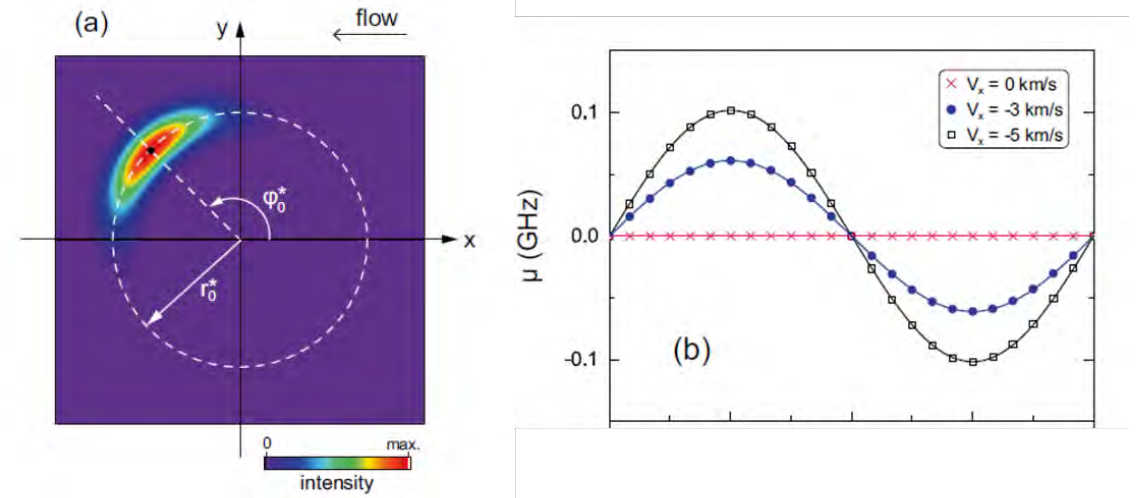 (a)
y
flow
φ₀*
x
r₀*
0
max.
intensity
Vₓ = 0 km/s
Vₓ = -3 km/s
Vₓ = -5 km/s
0.1
0.0
-0.1
μ (GHz)
(b)